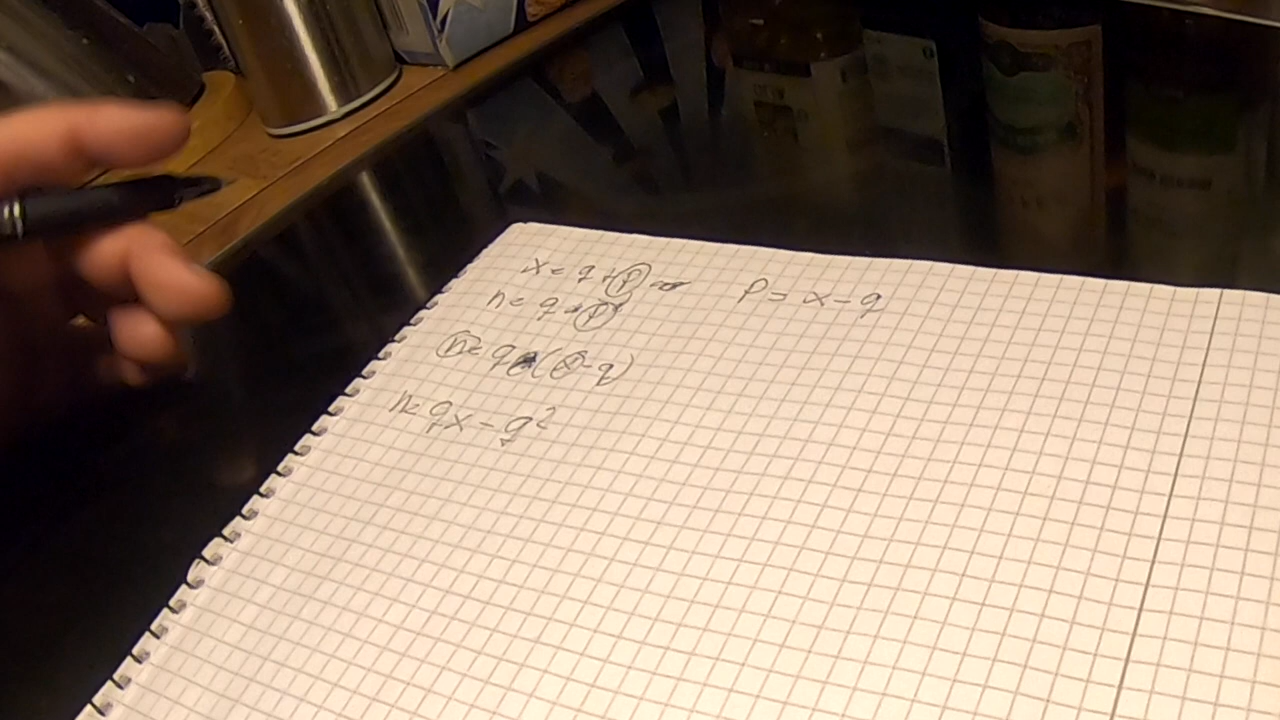 x = q + p
p = x - q
n = q · p
n = q · (x - q)
n = qx - q²